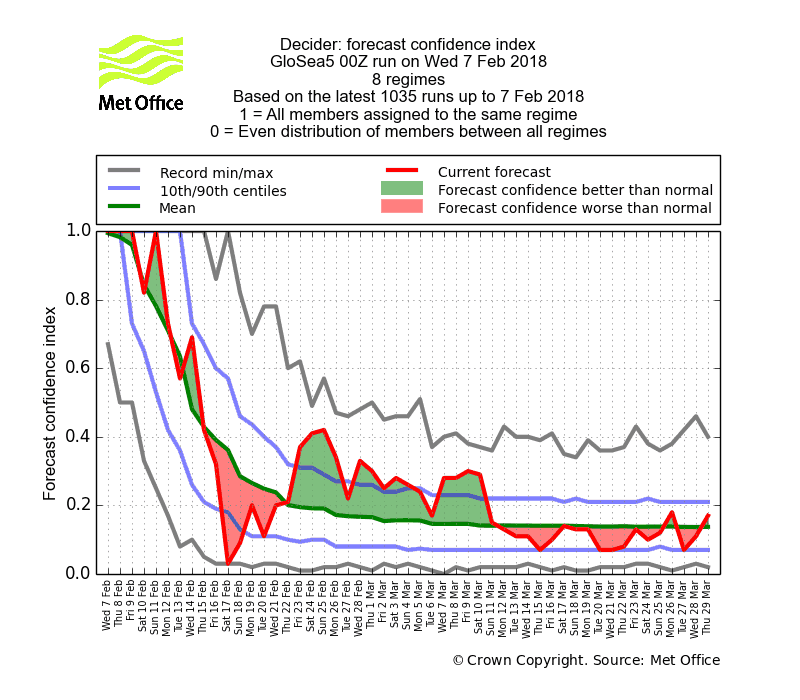 Met Office
Decider: forecast confidence index
GloSea5 00Z run on Wed 7 Feb 2018
8 regimes
Based on the latest 1035 runs up to 7 Feb 2018
1 = All members assigned to the same regime
0 = Even distribution of members between all regimes
Record min/max
10th/90th centiles
Mean
Current forecast
Forecast confidence better than normal
Forecast confidence worse than normal
Forecast confidence index
1.0
0.8
0.6
0.4
0.2
0.0
Wed 7 Feb
Thu 8 Feb
Fri 9 Feb
Sat 10 Feb
Sun 11 Feb
Mon 12 Feb
Tue 13 Feb
Wed 14 Feb
Thu 15 Feb
Fri 16 Feb
Sat 17 Feb
Sun 18 Feb
Mon 19 Feb
Tue 20 Feb
Wed 21 Feb
Thu 22 Feb
Fri 23 Feb
Sat 24 Feb
Sun 25 Feb
Mon 26 Feb
Tue 27 Feb
Wed 28 Feb
Thu 1 Mar
Fri 2 Mar
Sat 3 Mar
Sun 4 Mar
Mon 5 Mar
Tue 6 Mar
Wed 7 Mar
Thu 8 Mar
Fri 9 Mar
Sat 10 Mar
Sun 11 Mar
Mon 12 Mar
Tue 13 Mar
Wed 14 Mar
Thu 15 Mar
Fri 16 Mar
Sat 17 Mar
Sun 18 Mar
Mon 19 Mar
Tue 20 Mar
Wed 21 Mar
Thu 22 Mar
Fri 23 Mar
Sat 24 Mar
Sun 25 Mar
Mon 26 Mar
Tue 27 Mar
Wed 28 Mar
Thu 29 Mar
© Crown Copyright. Source: Met Office